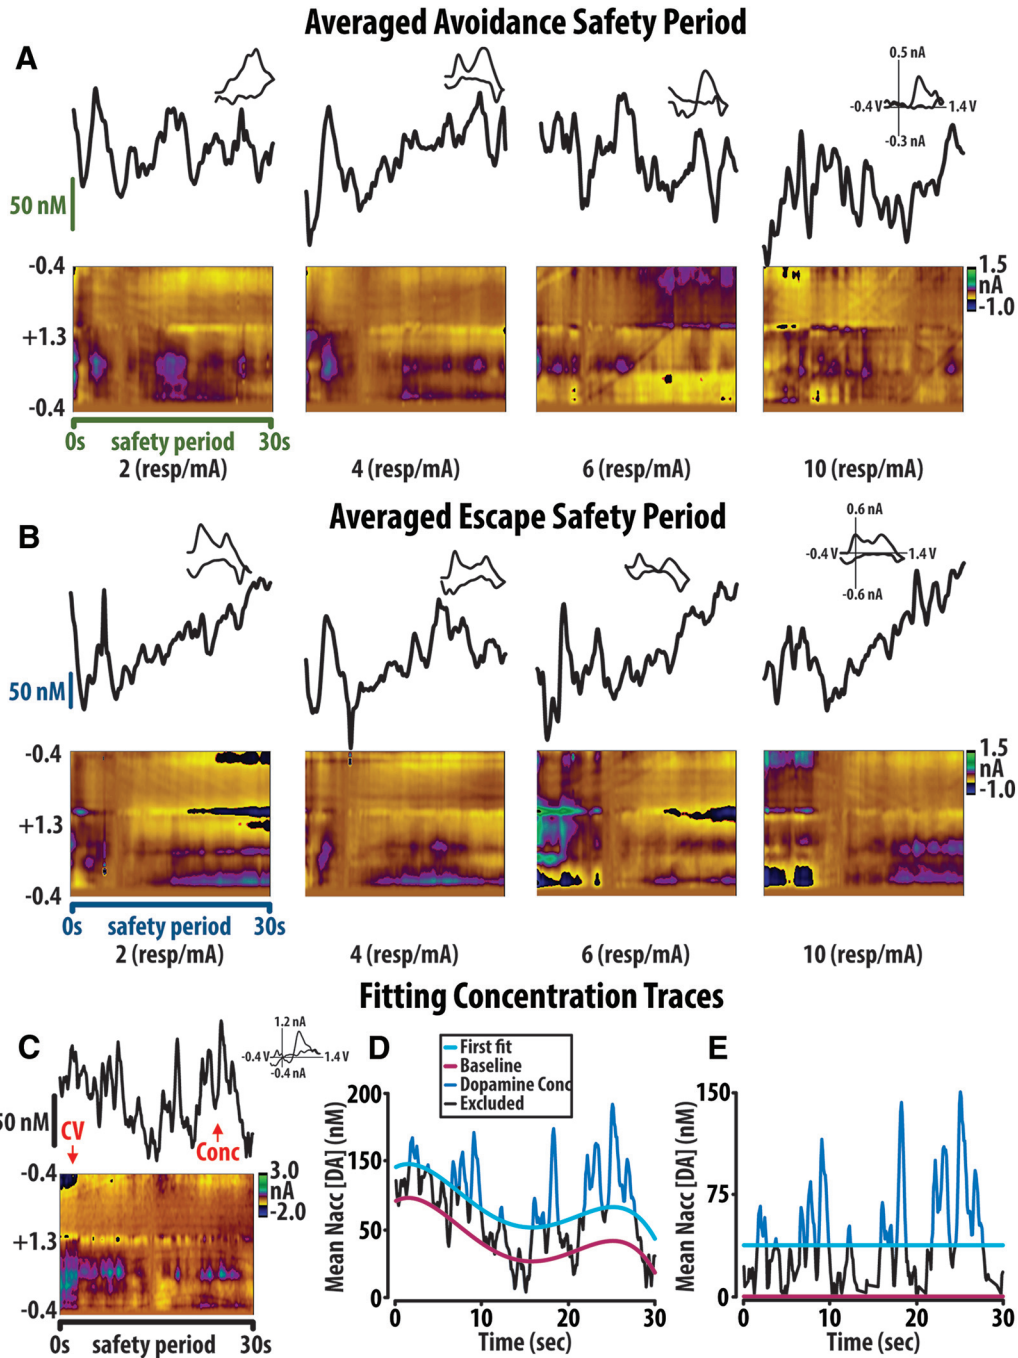 Averaged Avoidance Safety Period
A
0.5 nA
-0.4 V
1.4 V
-0.3 nA
50 nM
-0.4
+1.3
-0.4
1.5
nA
-1.0
0s safety period 30s
2 (resp/mA)
4 (resp/mA)
6 (resp/mA)
10 (resp/mA)
Averaged Escape Safety Period
B
0.6 nA
-0.4 V
1.4 V
-0.6 nA
50 nM
-0.4
+1.3
-0.4
1.5
nA
-1.0
0s safety period 30s
2 (resp/mA)
4 (resp/mA)
6 (resp/mA)
10 (resp/mA)
Fitting Concentration Traces
C
1.2 nA
-0.4 V
1.4 V
-0.4 nA
50 nM
CV
Conc
-0.4
+1.3
-0.4
3.0
nA
-2.0
0s safety period 30s
D
First fit
Baseline
Dopamine Conc
Excluded
Mean Nacc [DA] (nM)
200
150
50
0
0 10 20 30
Time (sec)
E
Mean Nacc [DA] (nM)
150
75
0
0 10 20 30
Time (sec)